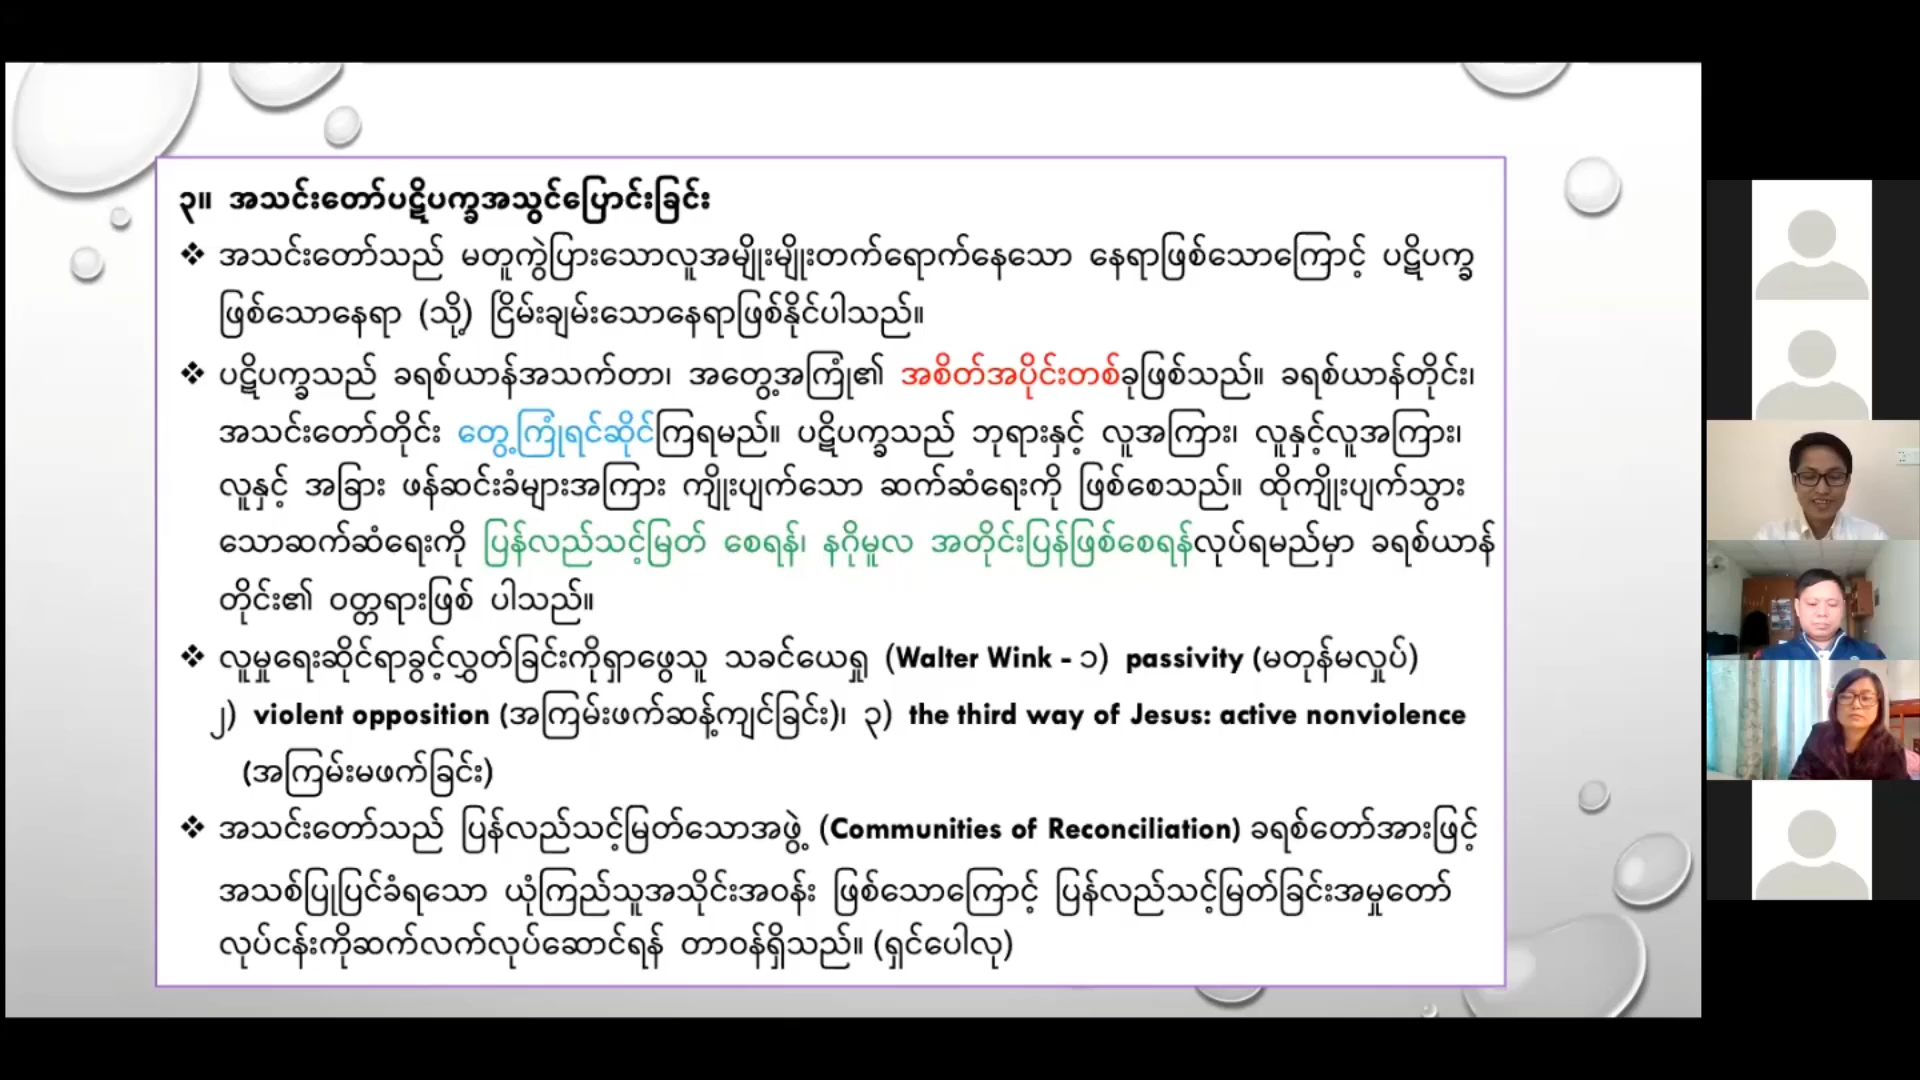 ၃။ အသင်းတော်ပဋိပက္ခအသွင်ပြောင်းခြင်း
❖ အသင်းတော်သည် မတူကွဲပြားသောလူအမျိုးမျိုးတက်ရောက်နေသော နေရာဖြစ်သောကြောင့် ပဋိပက္ခ
ဖြစ်သောနေရာ (သို့) ငြိမ်းချမ်းသောနေရာဖြစ်နိုင်ပါသည်။
❖ ပဋိပက္ခသည် ခရစ်ယာန်အသက်တာ၊ အတွေ့အကြုံ၏ အစိတ်အပိုင်းတစ်ခုဖြစ်သည်။ ခရစ်ယာန်တိုင်း၊
အသင်းတော်တိုင်း တွေ့ကြုံရင်ဆိုင်ကြရမည်။ ပဋိပက္ခသည် ဘုရားနှင့် လူအကြား၊ လူနှင့်လူအကြား၊
လူနှင့် အခြား ဖန်ဆင်းခံများအကြား ကျိုးပျက်သော ဆက်ဆံရေးကို ဖြစ်စေသည်။ ထိုကျိုးပျက်သွား
သောဆက်ဆံရေးကို ပြန်လည်သင့်မြတ် စေရန်၊ နဂိုမူလ အတိုင်းပြန်ဖြစ်စေရန်လုပ်ရမည်မှာ ခရစ်ယာန်
တိုင်း၏ ဝတ္တရားဖြစ် ပါသည်။
❖ လူမှုရေးဆိုင်ရာခွင့်လွှတ်ခြင်းကိုရှာဖွေသူ သခင်ယေရှု (Walter Wink - ၁) passivity (မတုန်မလှုပ်)
၂) violent opposition (အကြမ်းဖက်ဆန့်ကျင်ခြင်း)၊ ၃) the third way of Jesus: active nonviolence
(အကြမ်းမဖက်ခြင်း)
❖ အသင်းတော်သည် ပြန်လည်သင့်မြတ်သောအဖွဲ့ (Communities of Reconciliation) ခရစ်တော်အားဖြင့်
အသစ်ပြုပြင်ခံရသော ယုံကြည်သူအသိုင်းအဝန်း ဖြစ်သောကြောင့် ပြန်လည်သင့်မြတ်ခြင်းအမှုတော်
လုပ်ငန်းကိုဆက်လက်လုပ်ဆောင်ရန် တာဝန်ရှိသည်။ (ရှင်ပေါလု)